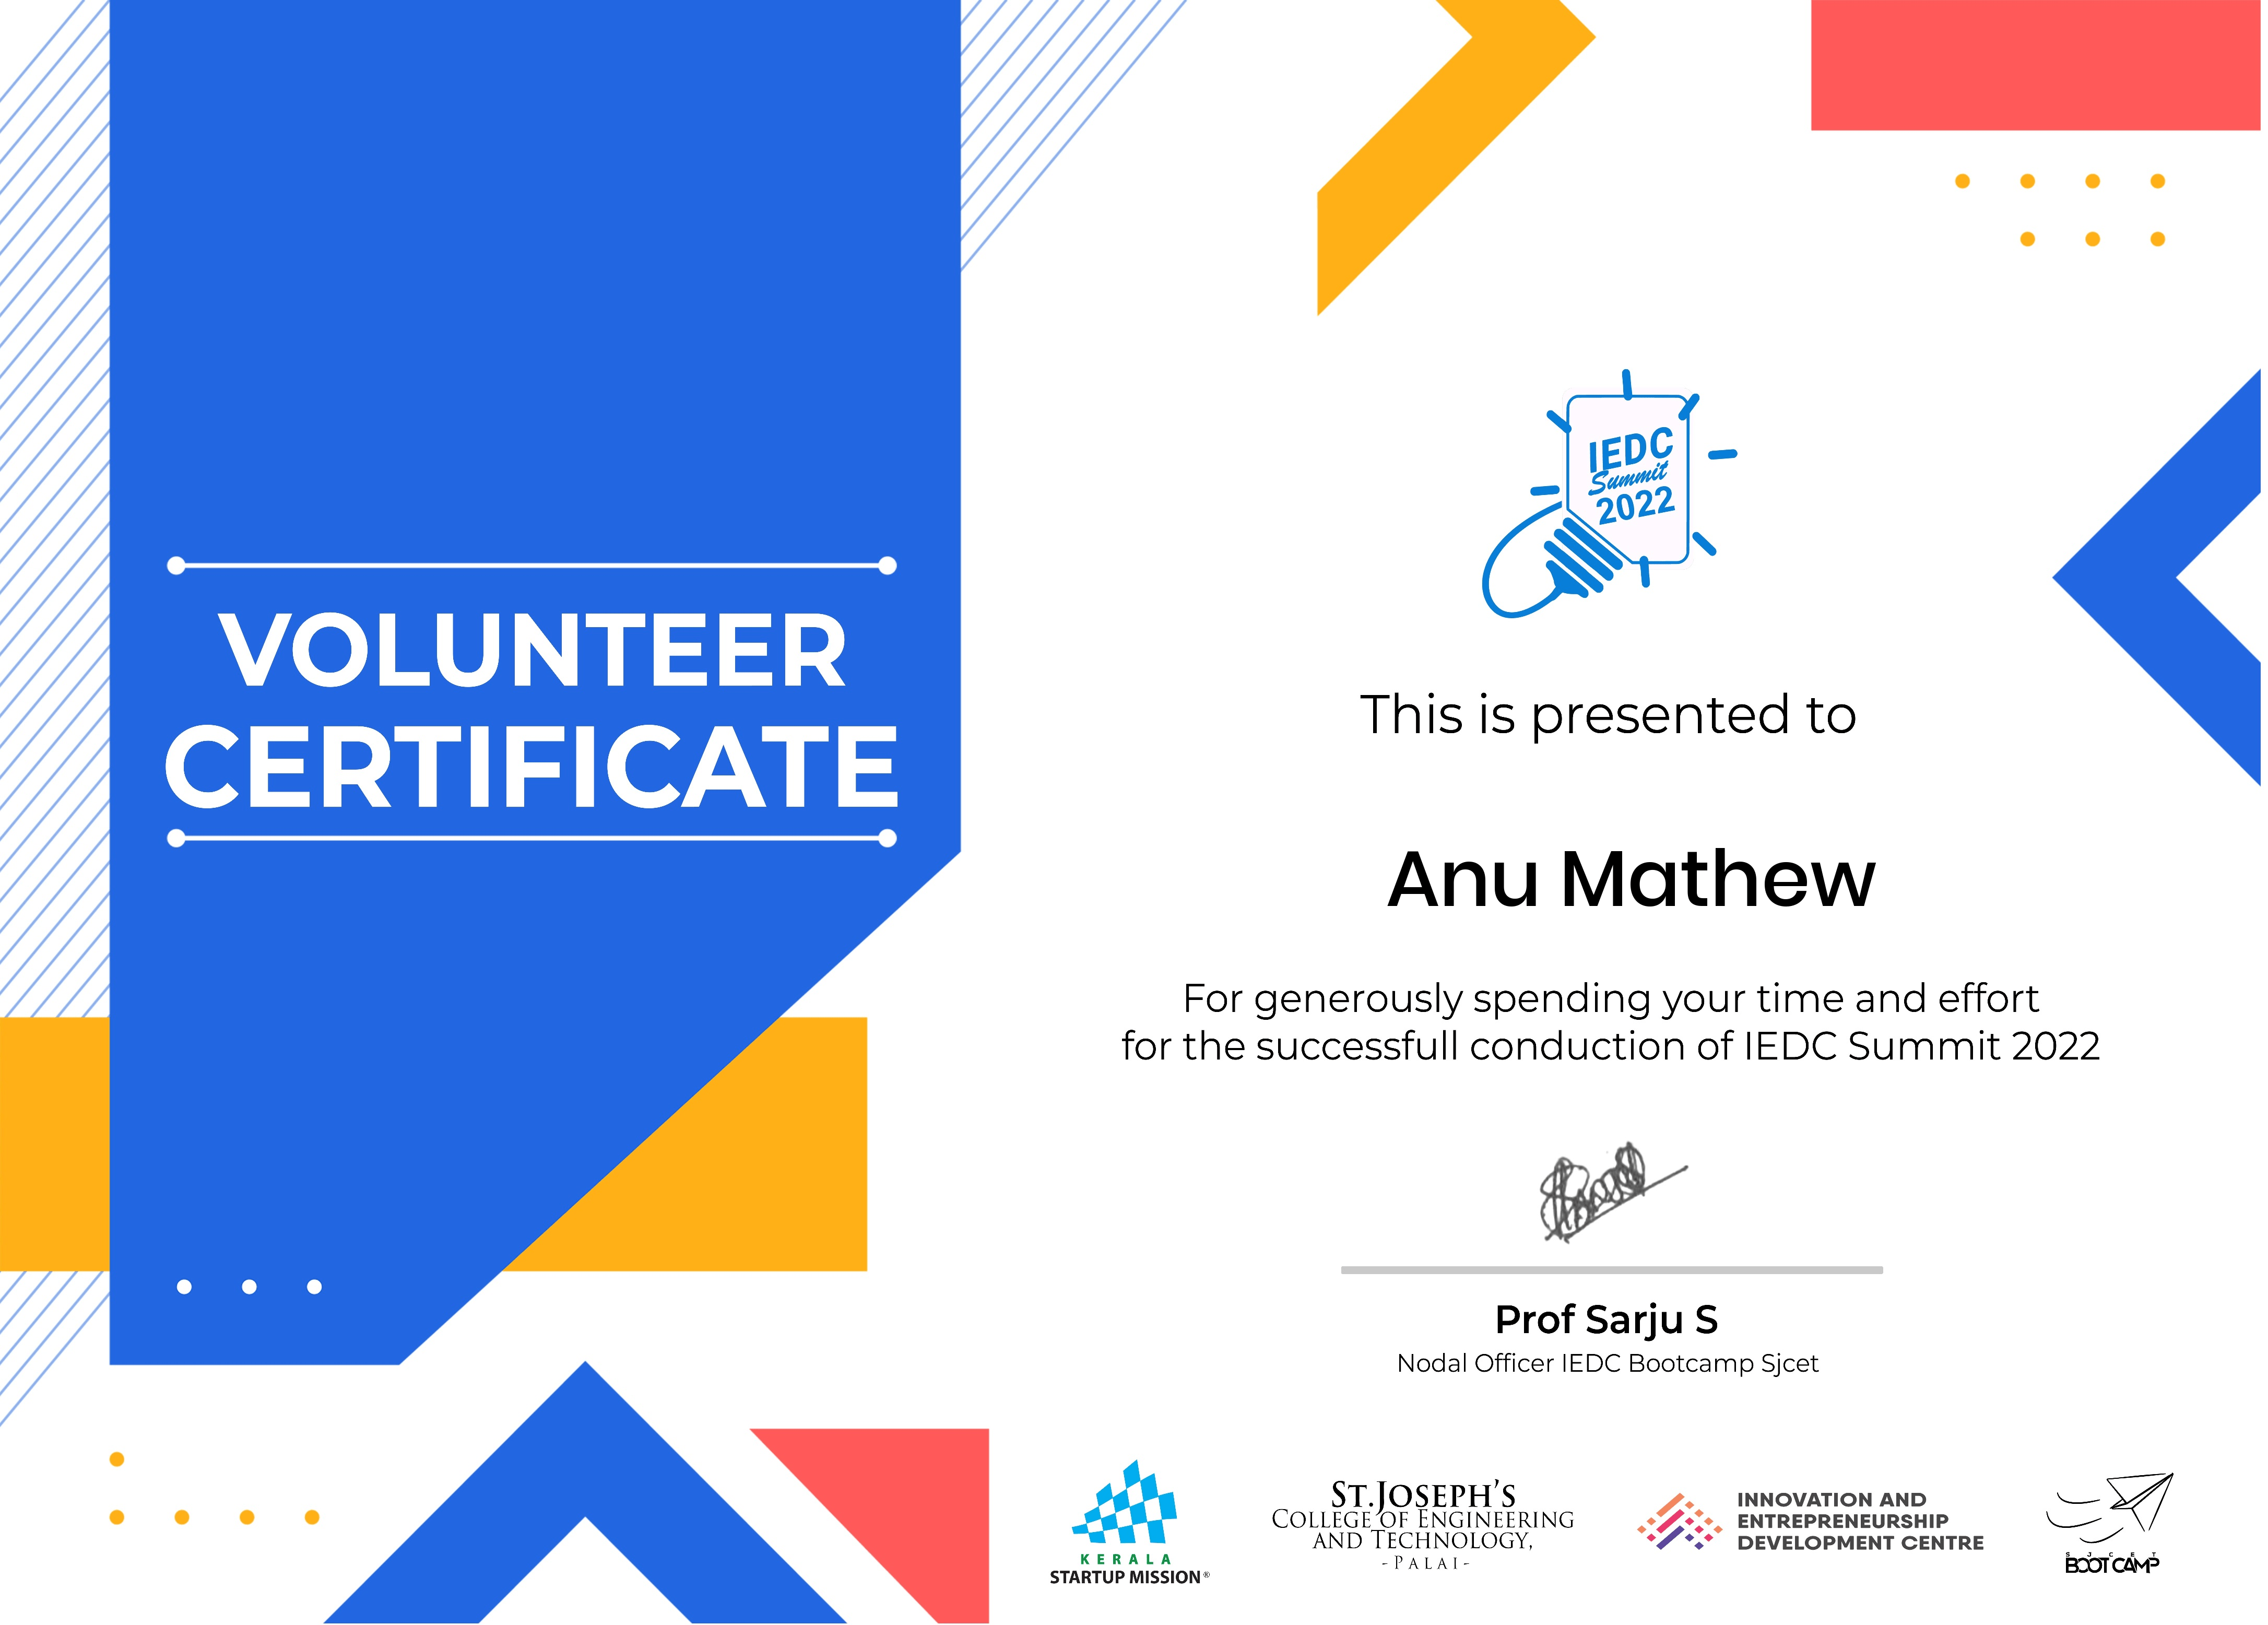 VOLUNTEER
CERTIFICATE
IEDC
Summit
2022
This is presented to
Anu Mathew
For generously spending your time and effort
for the successfull conduction of IEDC Summit 2022
Prof Sarju S
Nodal Officer IEDC Bootcamp Sjcet
KERALA
STARTUP MISSION®
ST.JOSEPH'S
COLLEGE OF ENGINEERING
AND TECHNOLOGY,
-PALAI-
INNOVATION AND
ENTREPRENEURSHIP
DEVELOPMENT CENTRE
SJCET
BOOTCAMP